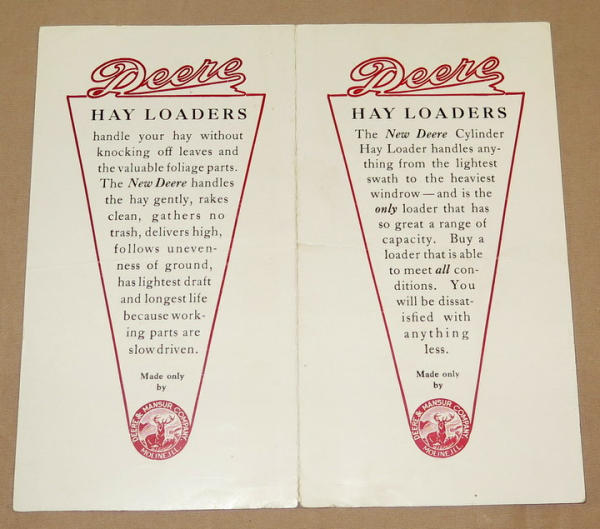 Deere
HAY LOADERS
handle your hay without
knocking off leaves and
the valuable foliage parts.
The New Deere handles
the hay gently, rakes
clean, gathers no
trash, delivers high,
follows uneven-
ness of ground,
has lightest draft
and longest life
because work-
ing parts are
slow driven.
Made only
by
DEERE & MANSUR COMPANY
MOLINE, ILL.
Deere
HAY LOADERS
The New Deere Cylinder
Hay Loader handles any-
thing from the lightest
swath to the heaviest
windrow — and is the
only loader that has
so great a range of
capacity. Buy a
loader that is able
to meet all con-
ditions. You
will be dissat-
isfied with
anything
less.
Made only
by
DEERE & MANSUR COMPANY
MOLINE, ILL.